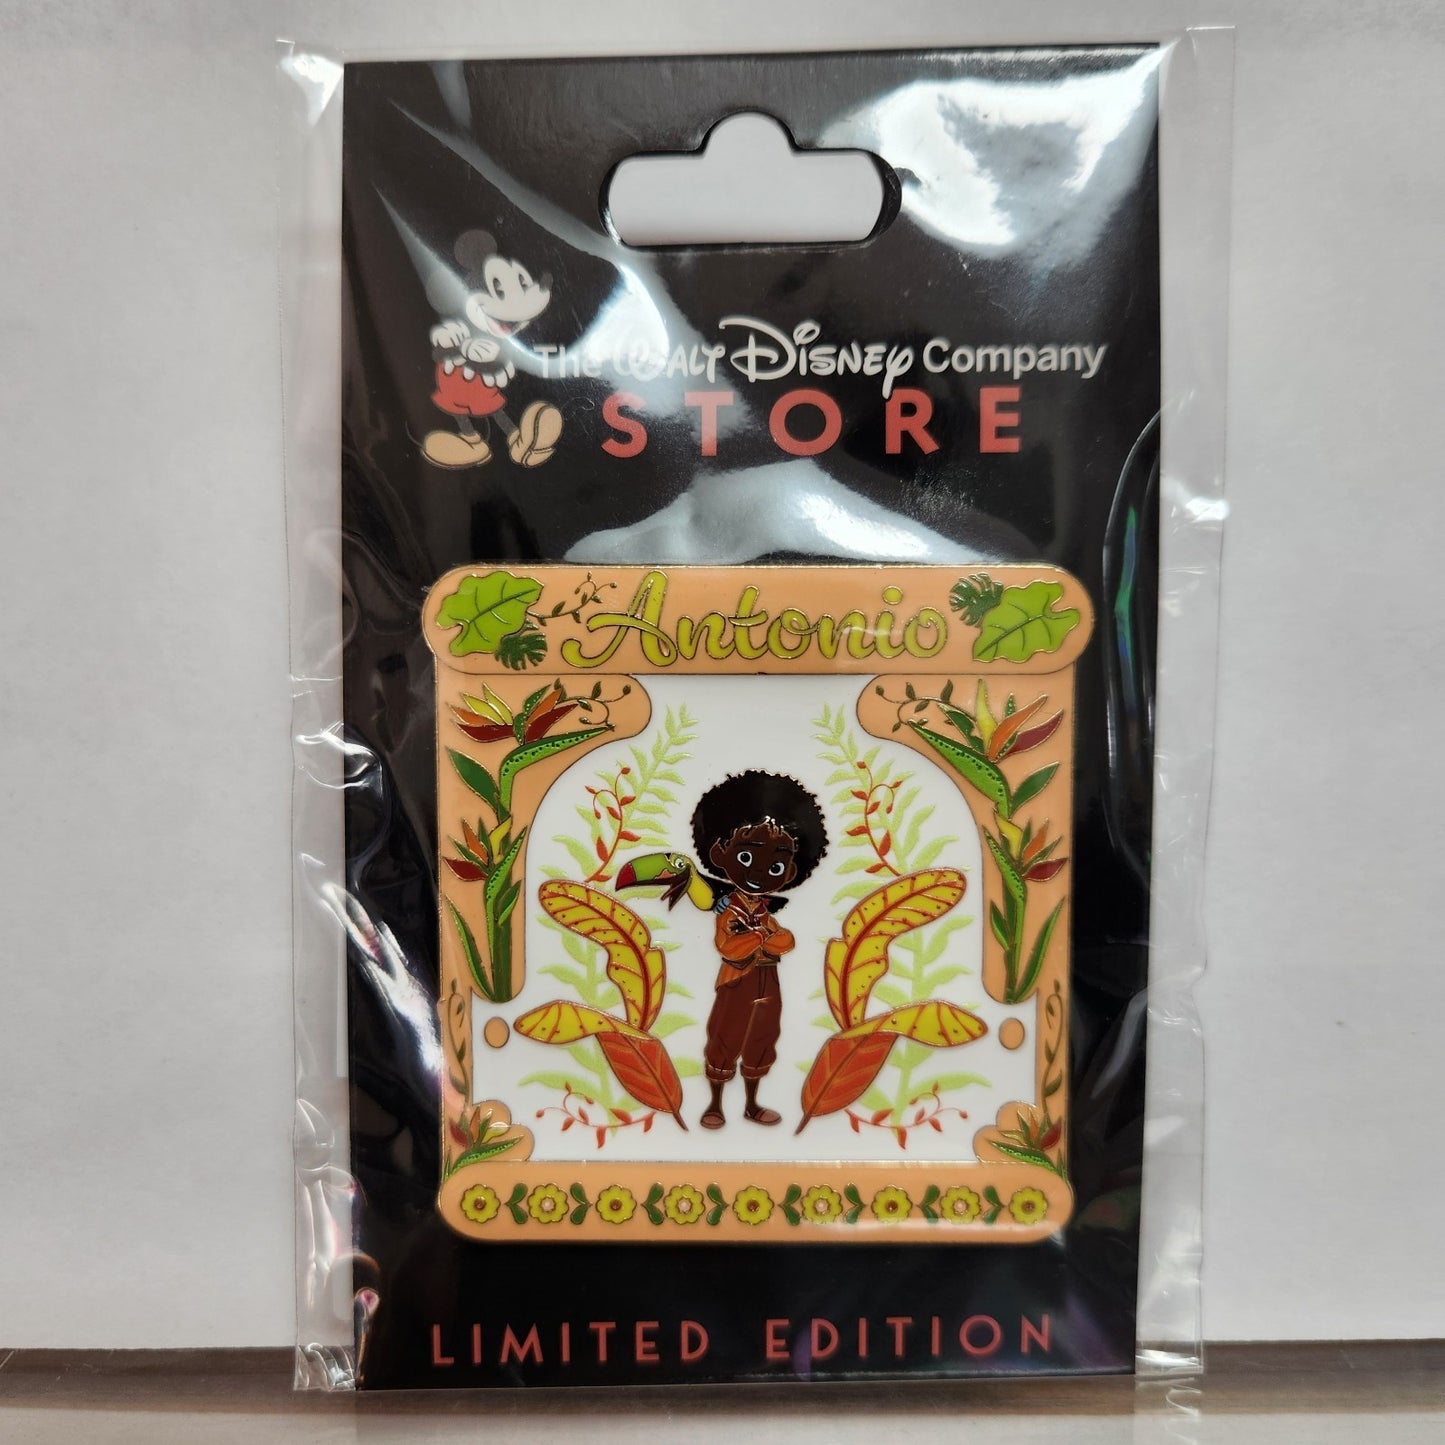 The Walt Disney Company
STORE
Antonio
LIMITED EDITION